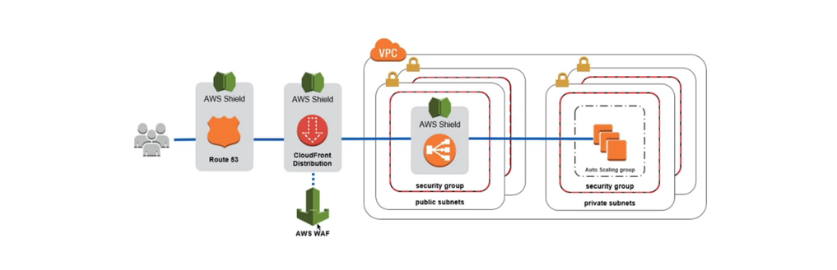 VPC
AWS Shield
Route 53
AWS Shield
CloudFront
Distribution
AWS WAF
AWS Shield
security group
public subnets
Auto Scaling group
security group
private subnets